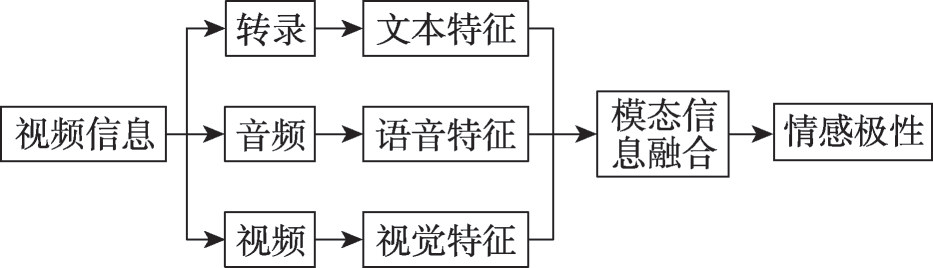 转录
文本特征
视频信息
音频
语音特征
模态信
息融合
情感极性
视频
视觉特征